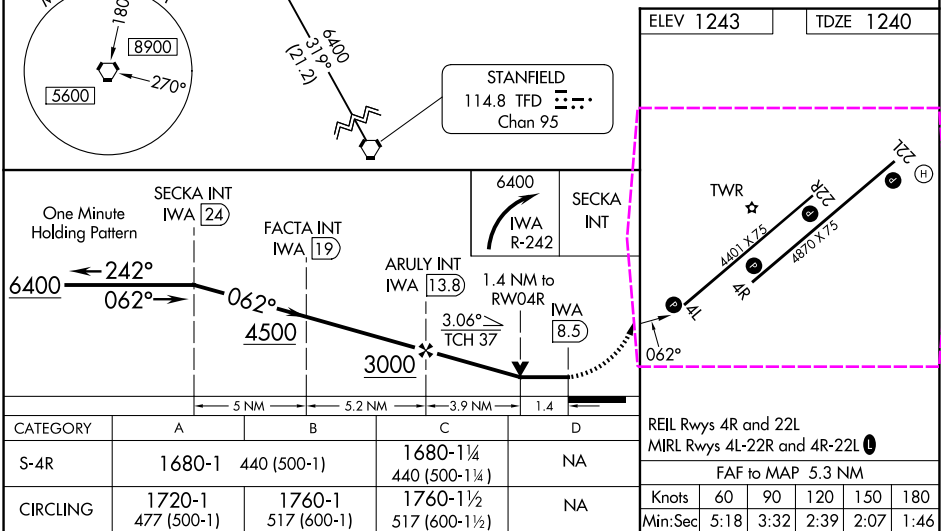 180
8900
270°
5600
6400
319°
(21.2)
STANFIELD
114.8 TFD
Chan 95
ELEV 1243
TDZE 1240
One Minute
Holding Pattern
SECKA INT
IWA 24
FACTA INT
IWA 19
ARULY INT
IWA 13.8
6400
IWA
R-242
SECKA
INT
1.4 NM to
RW04R
IWA
8.5
6400
242°
062°
062°
4500
3000
3.06°
TCH 37
5 NM
5.2 NM
3.9 NM
1.4
TWR
22L
H
22R
P
P
4401 X 75
4870 X 75
P
4R
P
4L
062°
REIL Rwys 4R and 22L
MIRL Rwys 4L-22R and 4R-22L L
FAF to MAP 5.3 NM
Knots 60 90 120 150 180
Min:Sec 5:18 3:32 2:39 2:07 1:46
CATEGORY A B C D
S-4R 1680-1 440 (500-1) 1680-1¼ 440 (500-1¼) NA
CIRCLING 1720-1 477 (500-1) 1760-1 517 (600-1) 1760-1½ 517 (600-1½) NA